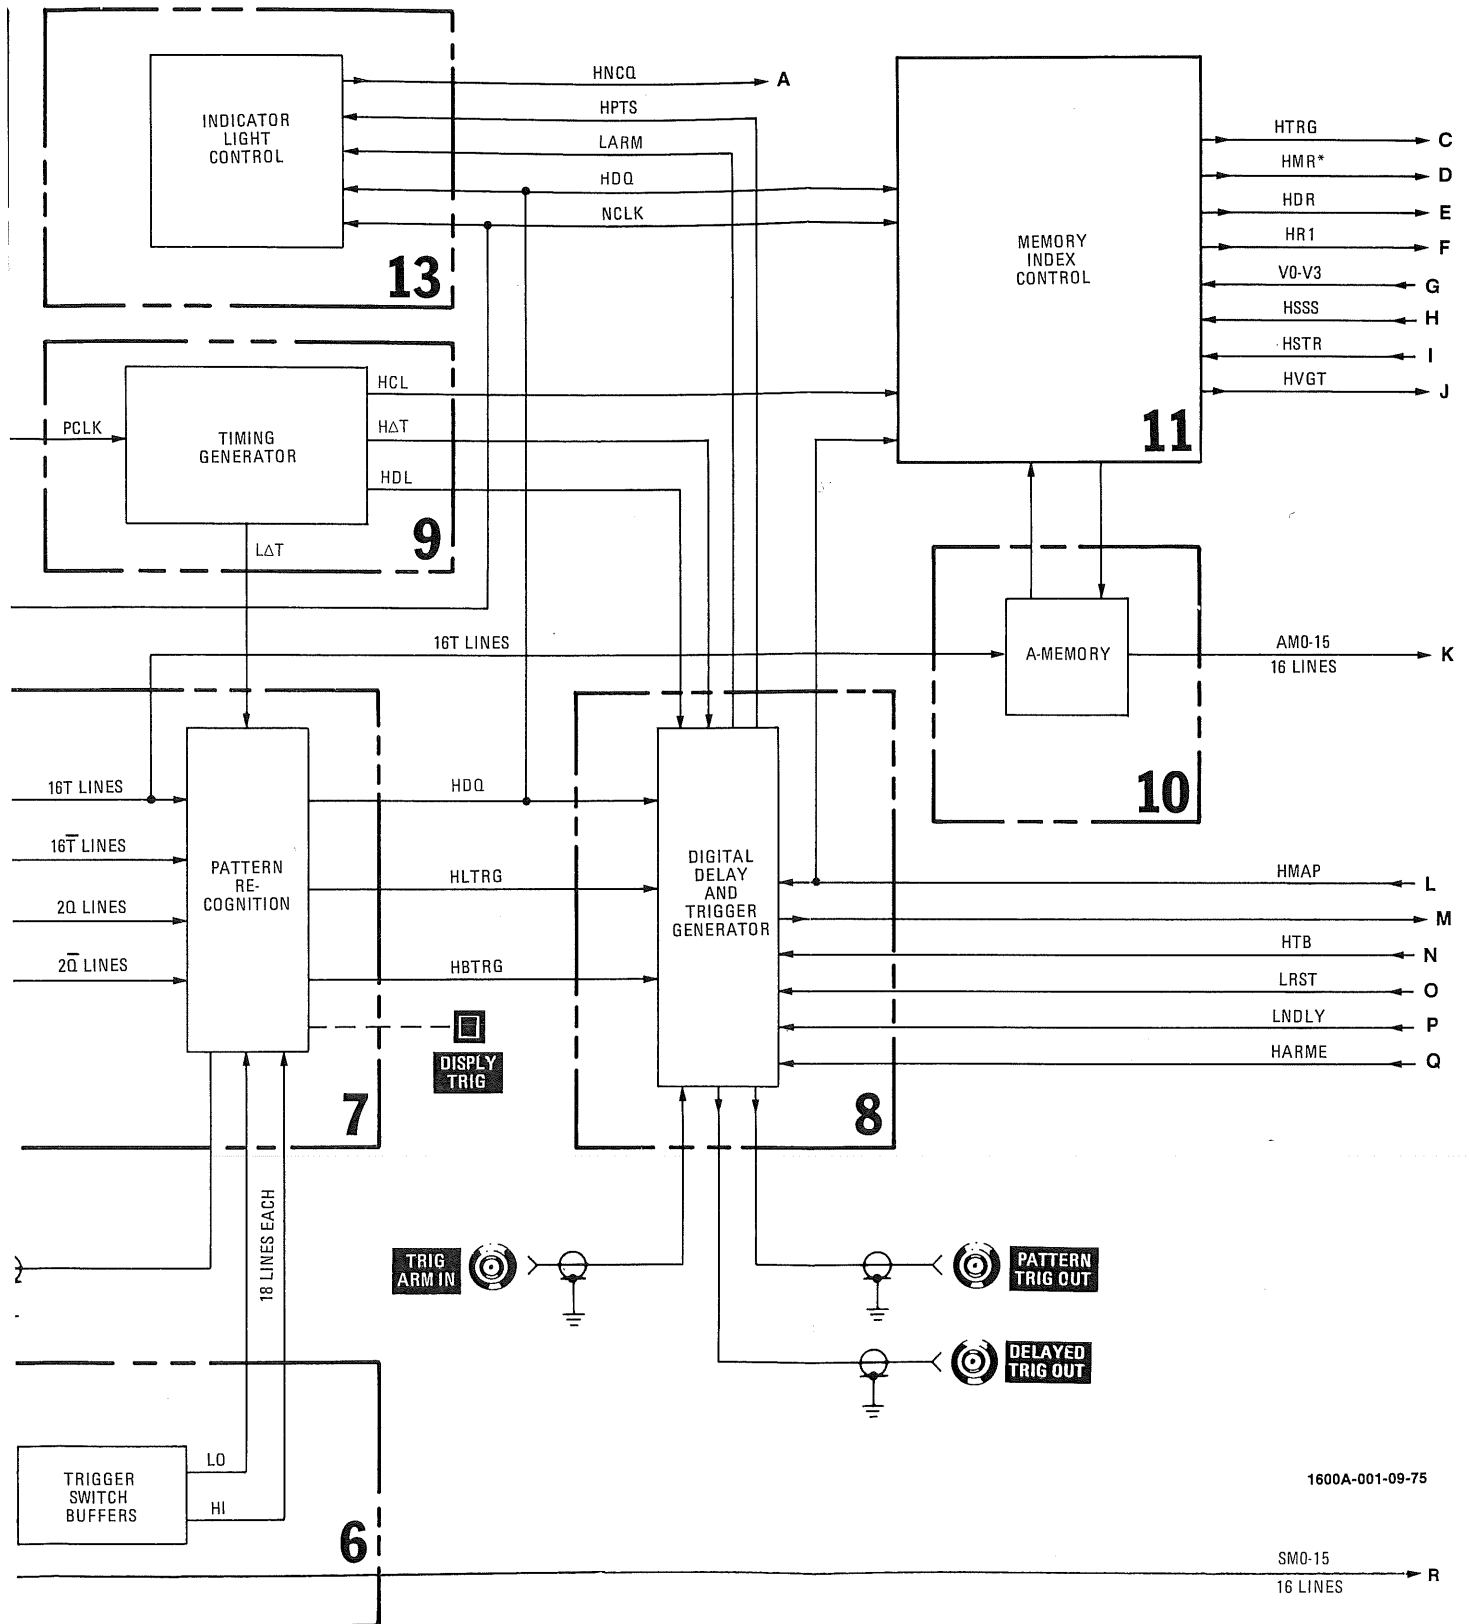 INDICATOR
LIGHT
CONTROL
13
HNCQ
A
HPTS
LARM
HDQ
NCLK
MEMORY
INDEX
CONTROL
11
HTRG
C
HMR*
D
HDR
E
HR1
F
V0-V3
G
HSSS
H
HSTR
I
HVGT
J
PCLK
TIMING
GENERATOR
HCL
H∆T
HDL
9
L∆T
16T LINES
A-MEMORY
10
AM0-15
16 LINES
K
16T LINES
16T̅ LINES
2Q LINES
2Q̅ LINES
PATTERN
RE-
COGNITION
7
HDQ
HLTRG
HBTRG
DISPLY
TRIG
DIGITAL
DELAY
AND
TRIGGER
GENERATOR
8
HMAP
L
M
HTB
N
LRST
O
LNDLY
P
HARME
Q
18 LINES EACH
TRIG
ARM IN
PATTERN
TRIG OUT
DELAYED
TRIG OUT
TRIGGER
SWITCH
BUFFERS
LO
HI
6
1600A-001-09-75
SM0-15
16 LINES
R